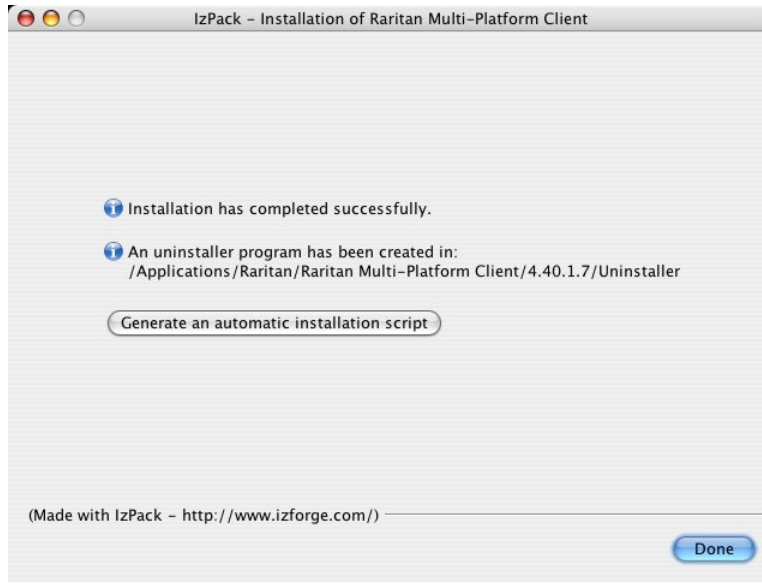 IzPack - Installation of Raritan Multi-Platform Client
Installation has completed successfully.
An uninstaller program has been created in:
/Applications/Raritan/Raritan Multi-Platform Client/4.40.1.7/Uninstaller
Generate an automatic installation script
(Made with IzPack - http://www.izforge.com/)
Done